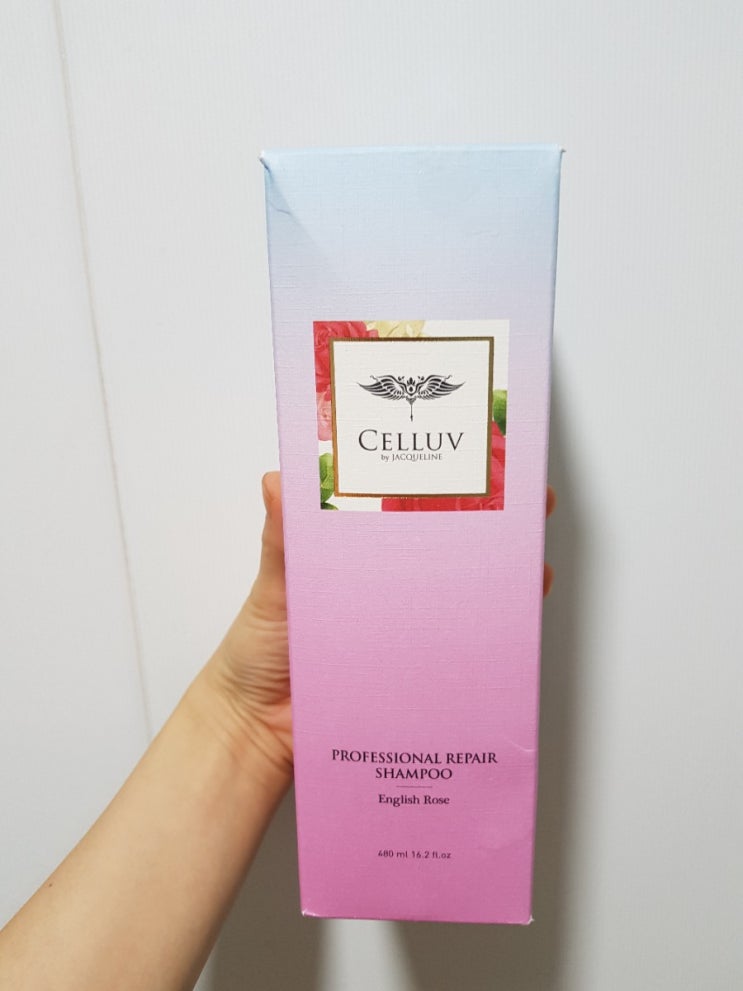 CELLUV
by JACQUELINE
PROFESSIONAL REPAIR
SHAMPOO
English Rose
480 ml 16.2 fl.oz